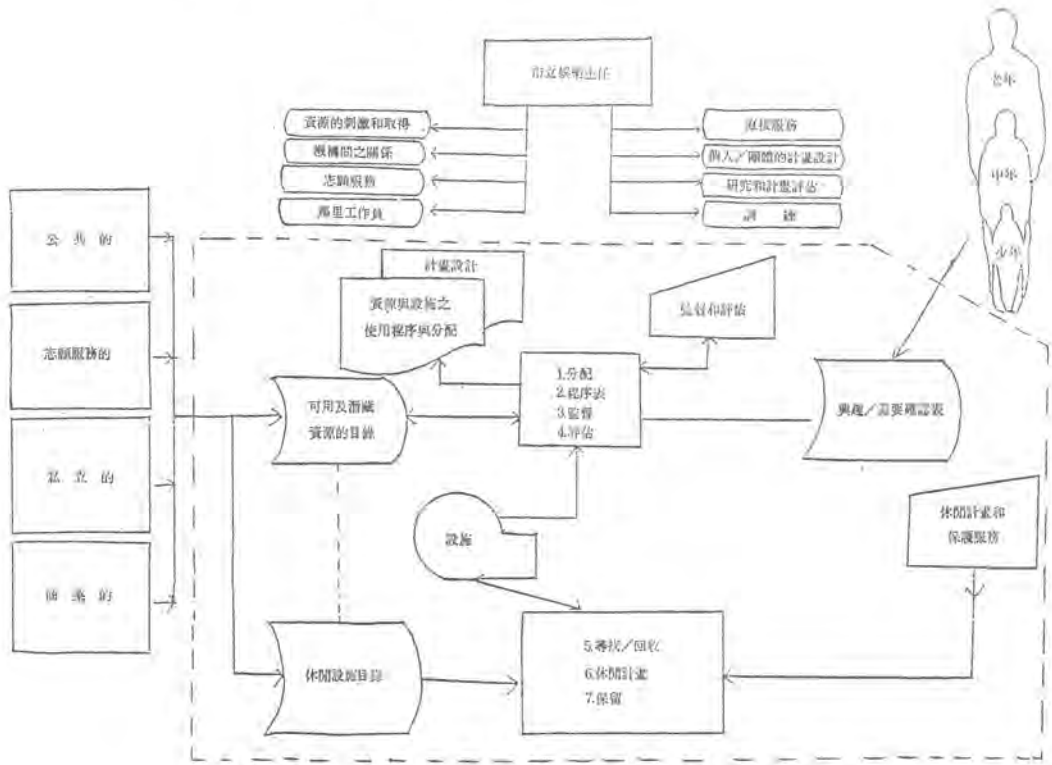 市立娛樂主任
資源的刺激和取得
機構間之關係
志願服務
鄰里工作員
直接服務
個人／團體的計畫設計
研究和計畫評估
訓練
老年
中年
少年
公共的
志願服務的
私立的
商業的
計畫設計
資源與設施之
使用程序與分配
監督和評估
1.分配
2.程序表
3.監督
4.評估
可用及潛藏
資源的目錄
興趣／需要確認表
設施
休閒計畫和
保護服務
休閒設施目錄
5.尋找／回收
6.休閒計畫
7.保留